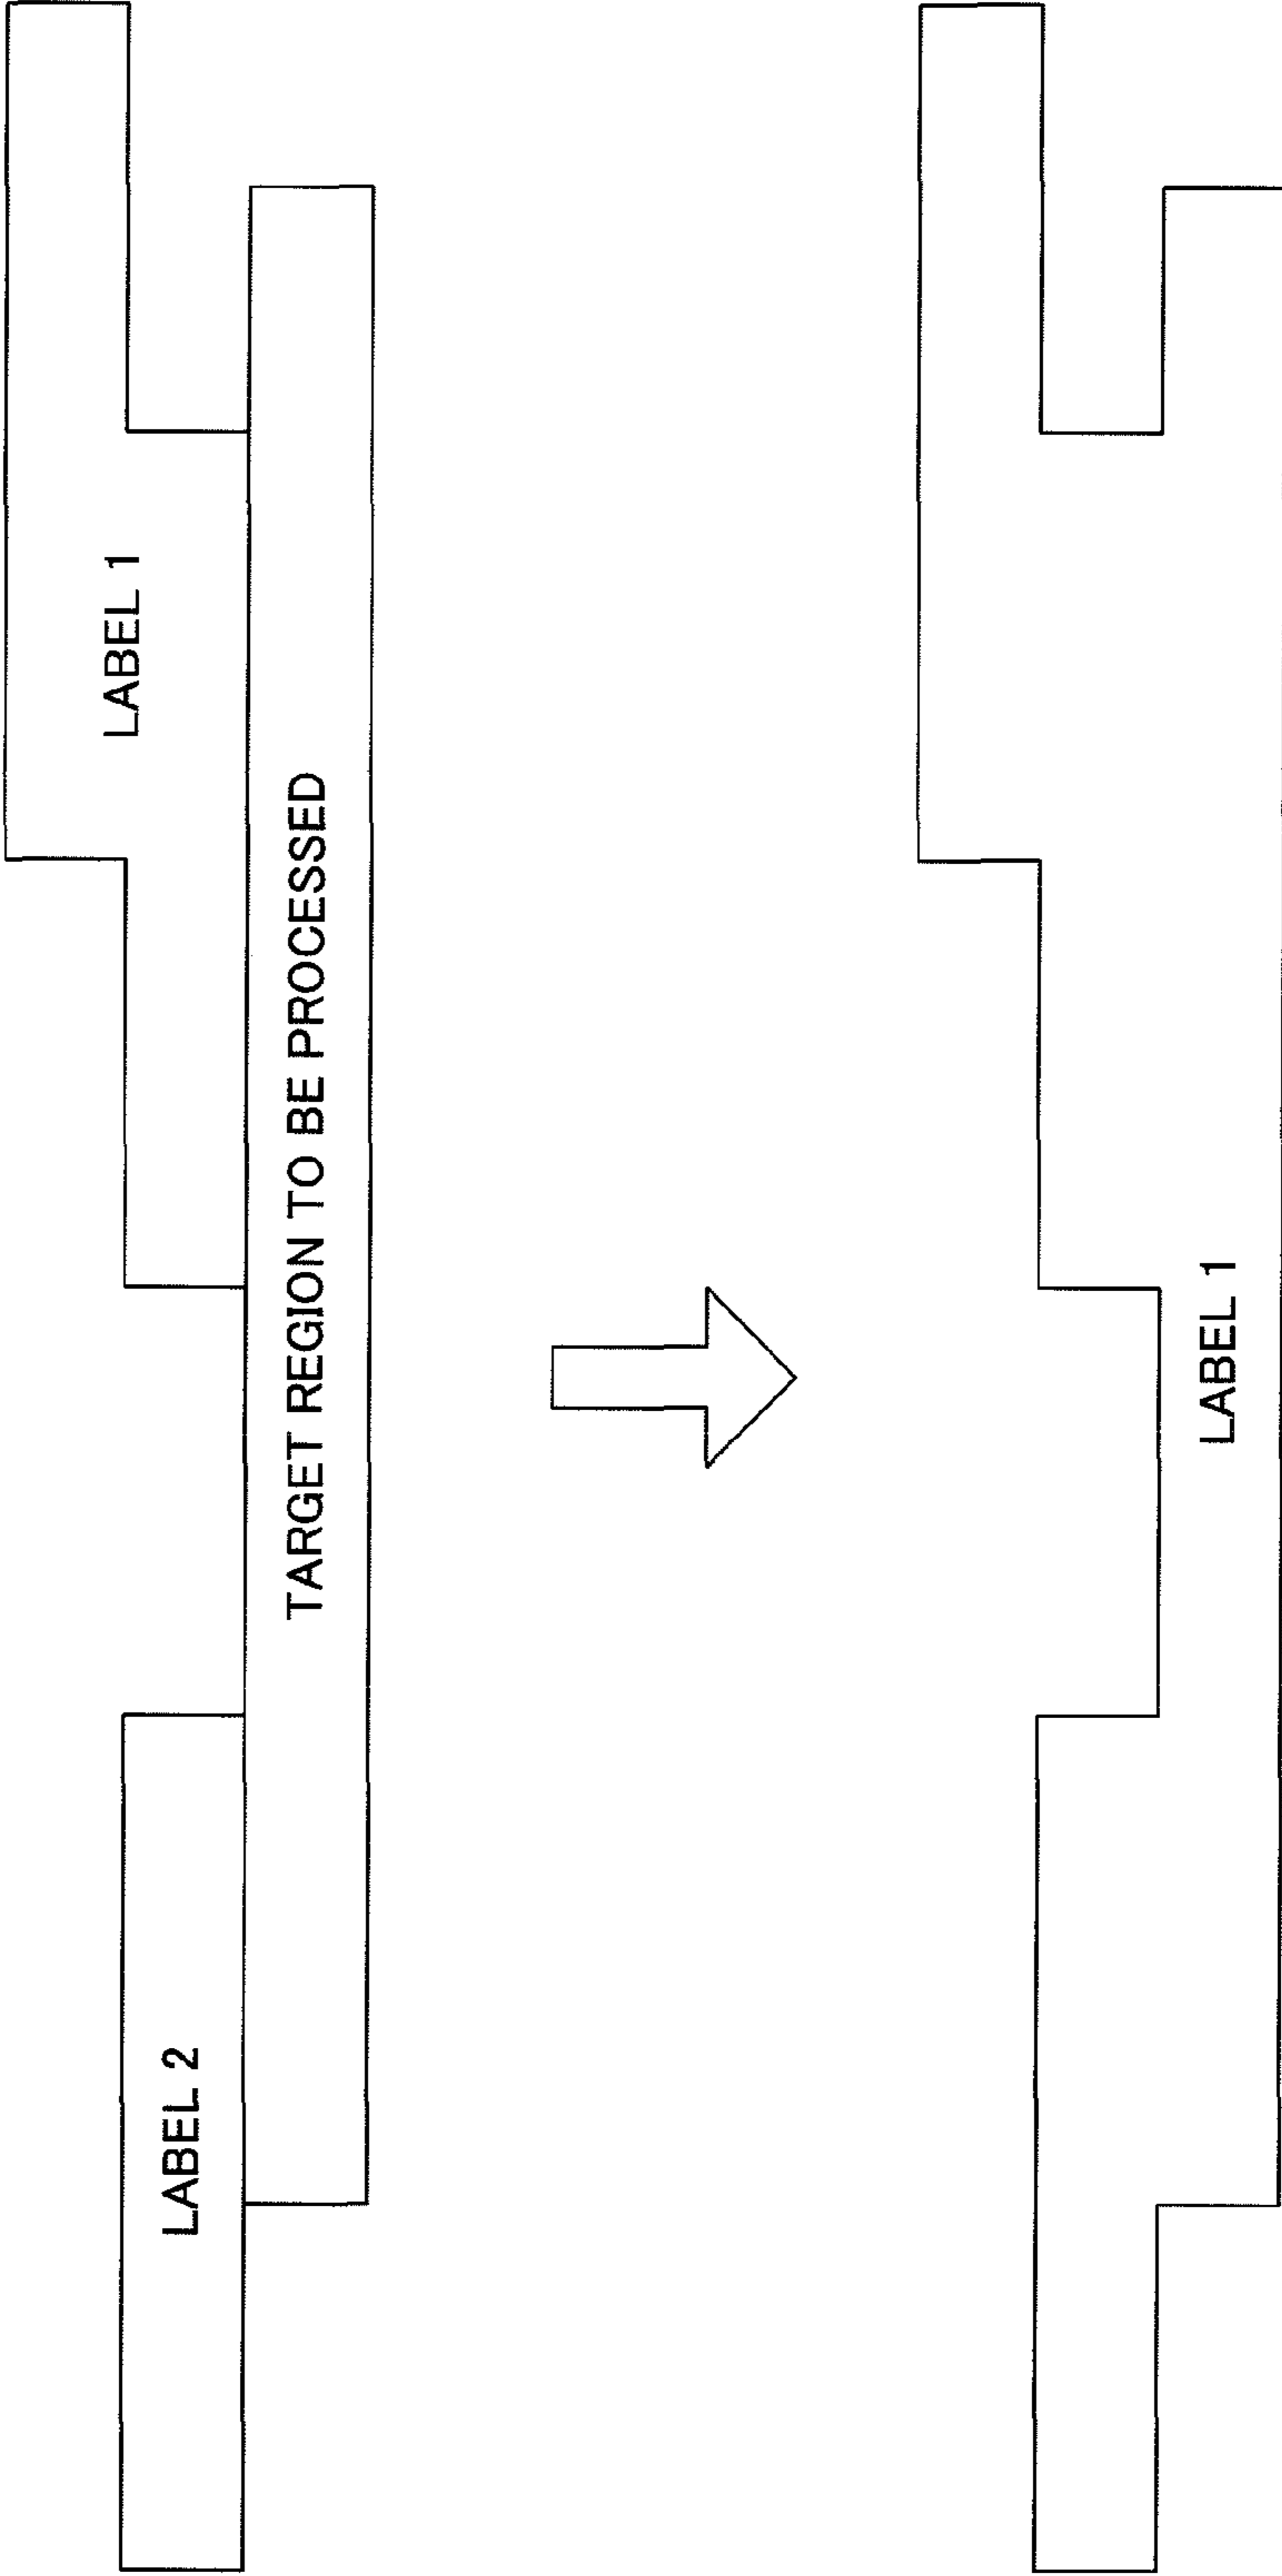 LABEL 2
LABEL 1
TARGET REGION TO BE PROCESSED
LABEL 1